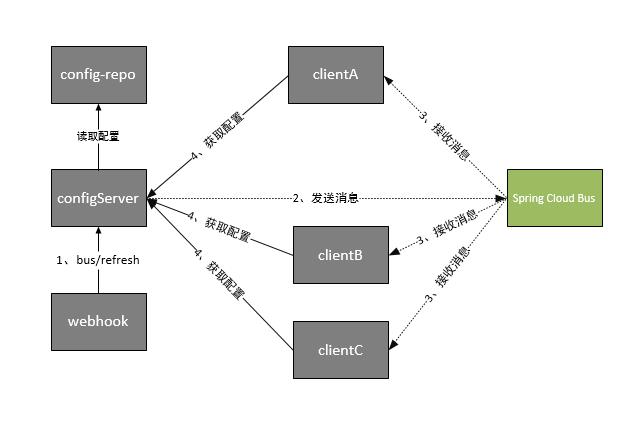 config-repo
clientA
读取配置
4、获取配置
3、接收消息
configServer
2、发送消息
Spring Cloud Bus
4、获取配置
3、接收消息
clientB
1、bus/refresh
4、获取配置
3、接收消息
webhook
clientC